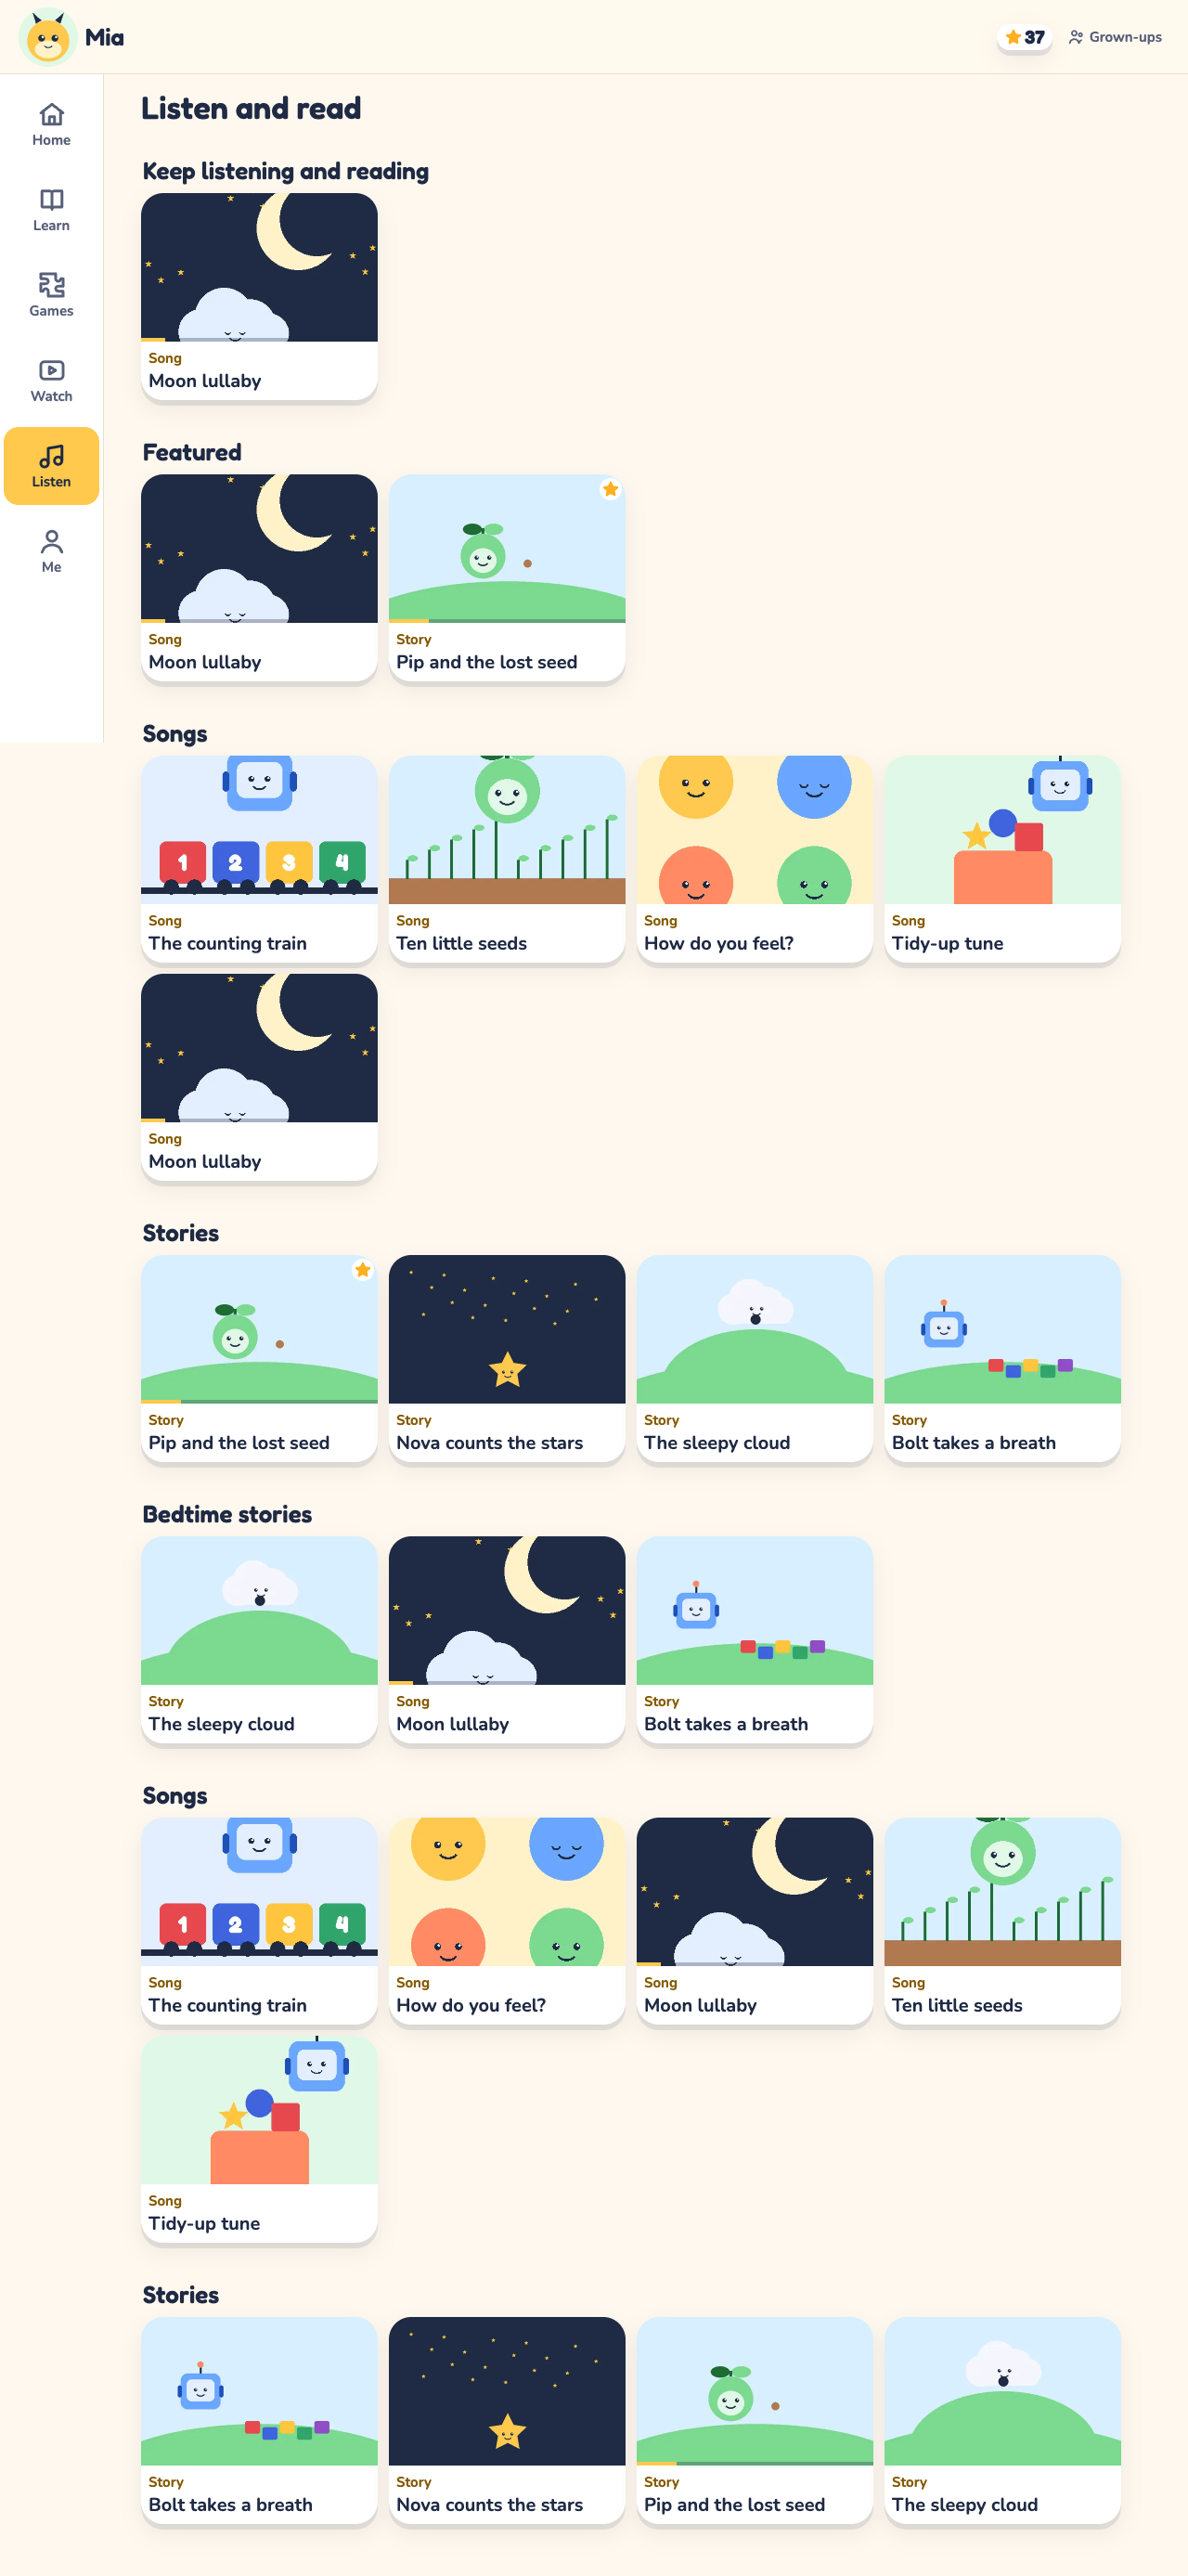 Mia
37
Grown-ups
Home
Learn
Games
Watch
Listen
Me
Listen and read
Keep listening and reading
Song
Moon lullaby
Featured
Song
Moon lullaby
Story
Pip and the lost seed
Songs
1 2 3 4
Song
The counting train
Song
Ten little seeds
Song
How do you feel?
Song
Tidy-up tune
Song
Moon lullaby
Stories
Story
Pip and the lost seed
Story
Nova counts the stars
Story
The sleepy cloud
Story
Bolt takes a breath
Bedtime stories
Story
The sleepy cloud
Song
Moon lullaby
Story
Bolt takes a breath
Songs
1 2 3 4
Song
The counting train
Song
How do you feel?
Song
Moon lullaby
Song
Ten little seeds
Song
Tidy-up tune
Stories
Story
Bolt takes a breath
Story
Nova counts the stars
Story
Pip and the lost seed
Story
The sleepy cloud